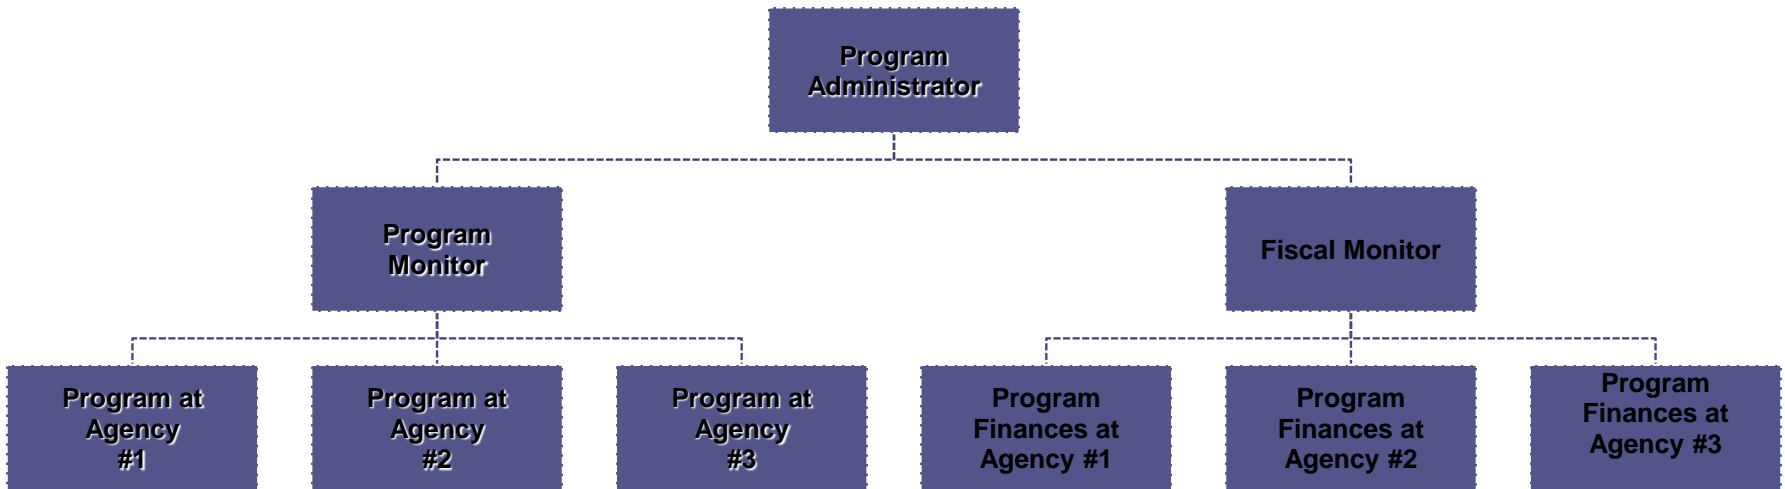 Program
Administrator
Program
Monitor
Fiscal Monitor
Program at
Agency
#1
Program at
Agency
#2
Program at
Agency
#3
Program
Finances at
Agency #1
Program
Finances at
Agency #2
Program
Finances at
Agency #3